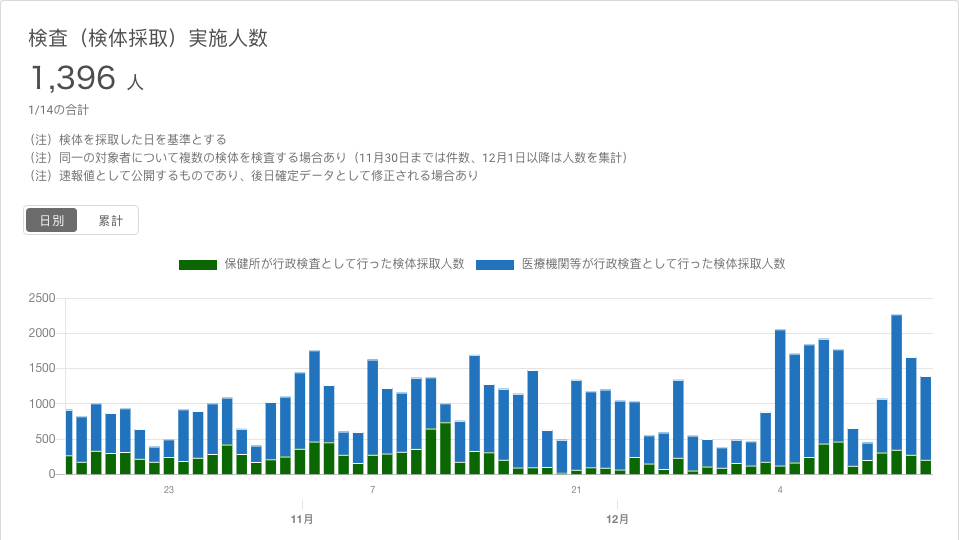 検査（検体採取）実施人数
1,396 人
1/14の合計
（注）検体を採取した日を基準とする
（注）同一の対象者について複数の検体を検査する場合あり（11月30日までは件数、12月1日以降は人数を集計）
（注）速報値として公開するものであり、後日確定データとして修正される場合あり
日別 累計
保健所が行政検査として行った検体採取人数 医療機関等が行政検査として行った検体採取人数
2500
2000
1500
1000
500
0
23 7 21 4
11月 12月